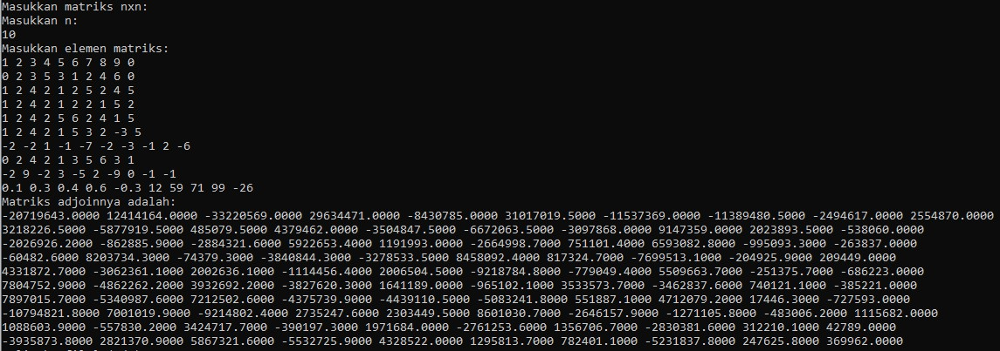 Masukkan matriks nxn:
Masukkan n:
10
Masukkan elemen matriks:
1 2 3 4 5 6 7 8 9 0
0 2 3 5 3 1 2 4 6 0
1 2 4 2 1 2 5 2 4 5
1 2 4 2 1 2 2 1 5 2
1 2 4 2 5 6 2 4 1 5
1 2 4 2 1 5 3 2 -3 5
-2 -2 1 -1 -7 -2 -3 -1 2 -6
0 2 4 2 1 3 5 6 3 1
-2 9 -2 3 -5 2 -9 0 -1 -1
0.1 0.3 0.4 0.6 -0.3 12 59 71 99 -26
Matriks adjoinnya adalah:
-20719643.0000 12414164.0000 -33220569.0000 29634471.0000 -8430785.0000 31017019.5000 -11537369.0000 -11389480.5000 -2494617.0000 2554870.0000
3218226.5000 -5877919.5000 485079.5000 4379462.0000 -3504847.5000 -6672063.5000 -3097868.0000 9147359.0000 2023893.5000 -538060.0000
-2026926.2000 -862885.9000 -2884321.6000 5922653.4000 1191993.0000 -2664998.7000 751101.4000 6593082.8000 -995093.3000 -263837.0000
-60482.6000 8203734.3000 -74379.3000 -3840844.3000 -3278533.5000 8458092.4000 817324.7000 -7699513.1000 -204925.9000 209449.0000
4331872.7000 -3062361.1000 2002636.1000 -1114456.4000 2006504.5000 -9218784.8000 -779049.4000 5509663.7000 -251375.7000 -686223.0000
7804752.9000 -4862262.2000 3932692.2000 -3827620.3000 1641189.0000 -965102.1000 3533573.7000 -3462837.6000 740121.1000 -385221.0000
7897015.7000 -5340987.6000 7212502.6000 -4375739.9000 -4439110.5000 -5083241.8000 551887.1000 4712079.2000 17446.3000 -727593.0000
-10794821.8000 7001019.9000 -9214802.4000 2735247.6000 2303449.5000 8601030.7000 -2646157.9000 -1271105.8000 -483006.2000 1115682.0000
1088603.9000 -557830.2000 3424717.7000 -390197.3000 1971684.0000 -2761253.6000 1356706.7000 -2830381.6000 312210.1000 42789.0000
-3935873.8000 2821370.9000 5867321.6000 -5532725.9000 4328522.0000 1295813.7000 782401.1000 -5231837.8000 247625.8000 369962.0000